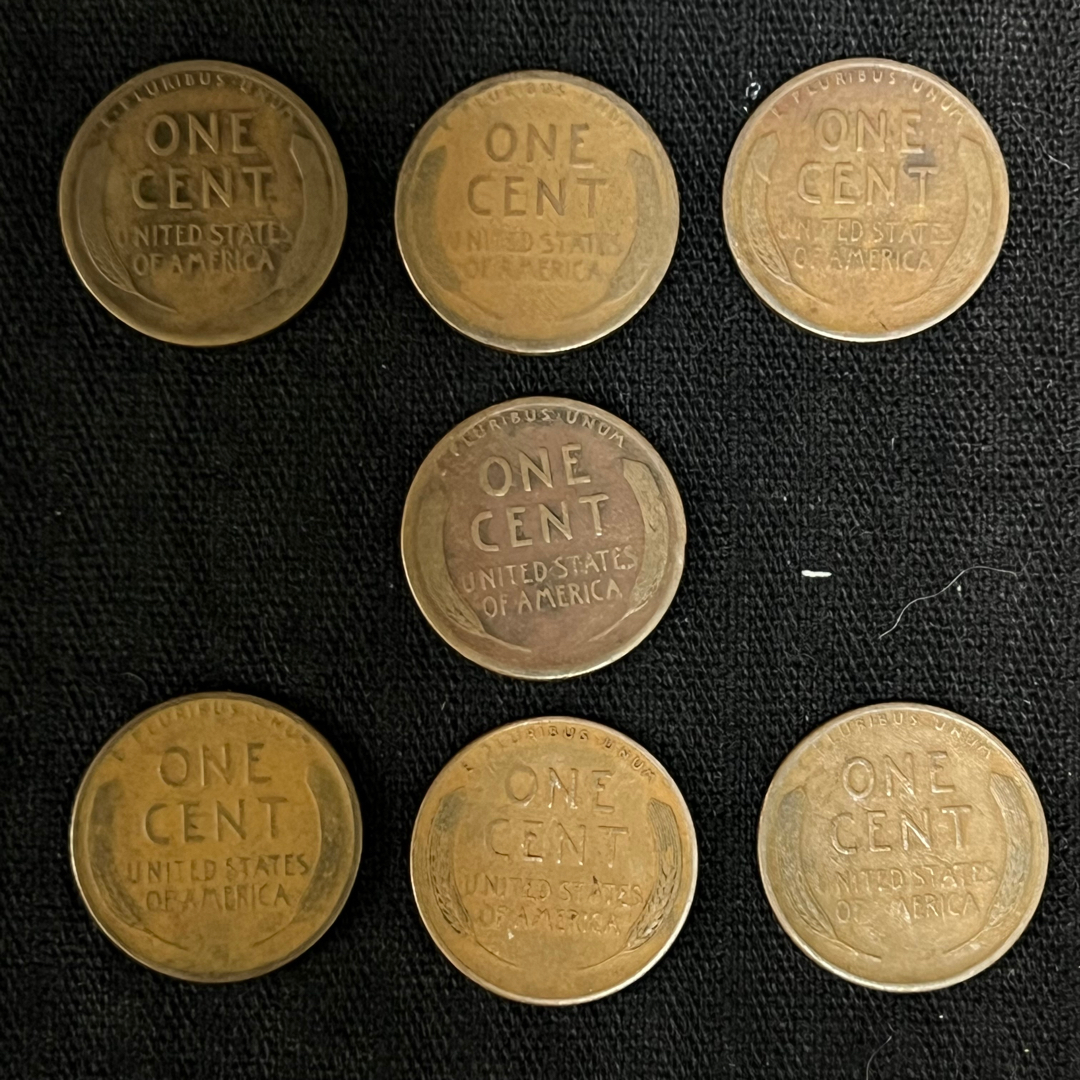 E PLURIBUS UNUM
ONE
CENT
UNITED STATES
OF AMERICA
E PLURIBUS UNUM
ONE
CENT
UNITED STATES
OF AMERICA
E PLURIBUS UNUM
ONE
CENT
UNITED STATES
OF AMERICA
E PLURIBUS·UNUM
ONE
CENT
UNITED·STATES
OF AMERICA
E PLURIBUS UNUM
ONE
CENT
UNITED STATES
OF AMERICA
E PLURIBUS·UNUM
ONE
CENT
UNITED STATES
OF AMERICA
E PLURIBUS·UNUM
ONE
CENT
UNITED STATES
OF AMERICA